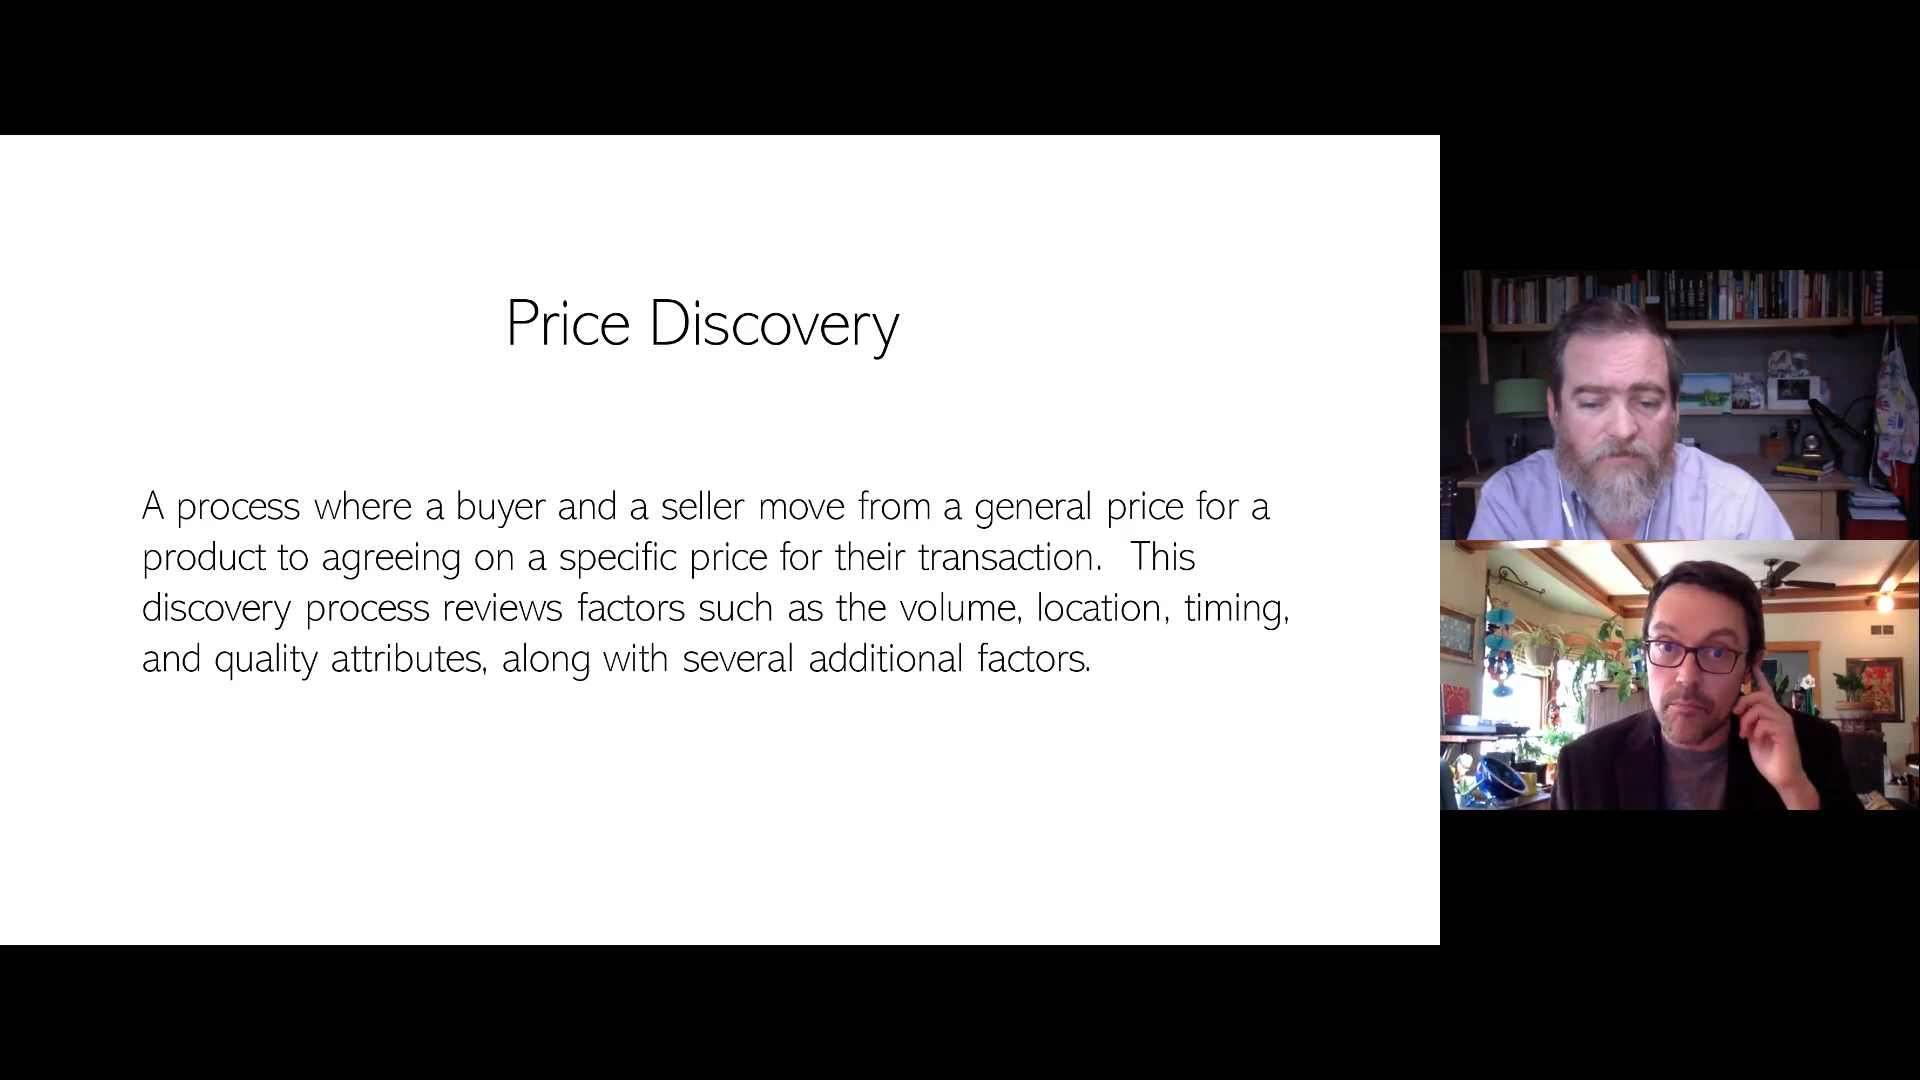 Price Discovery
A process where a buyer and a seller move from a general price for a
product to agreeing on a specific price for their transaction.  This
discovery process reviews factors such as the volume, location, timing,
and quality attributes, along with several additional factors.